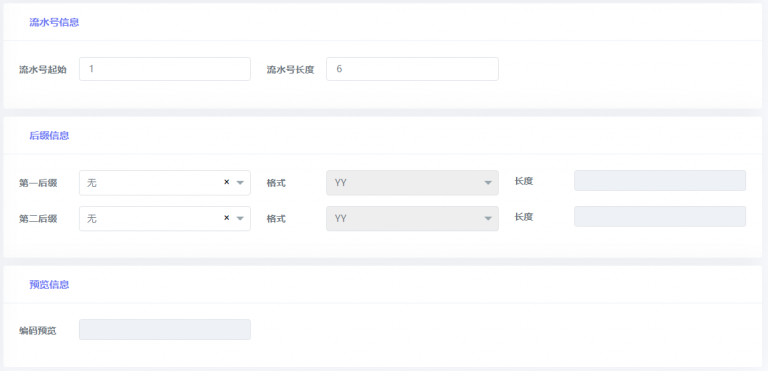 流水号信息
流水号起始 1 流水号长度 6
后缀信息
第一后缀 无 × 格式 YY 长度
第二后缀 无 × 格式 YY 长度
预览信息
编码预览